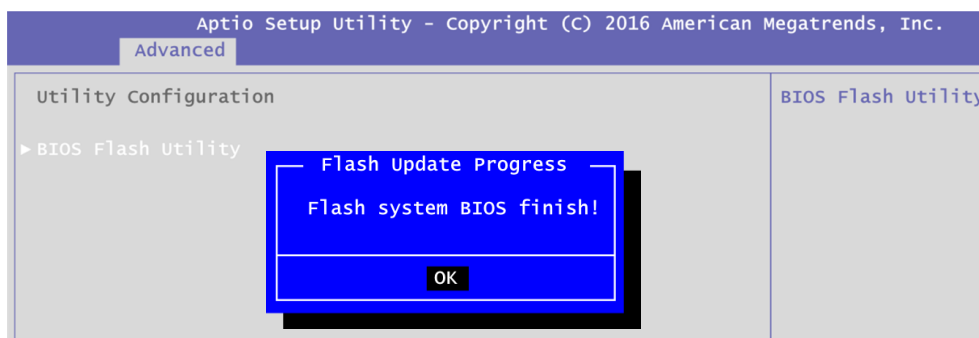 Aptio Setup Utility - Copyright (C) 2016 American Megatrends, Inc.
Advanced
Utility Configuration
BIOS Flash Utility
► BIOS Flash Utility
Flash Update Progress
Flash system BIOS finish!
OK